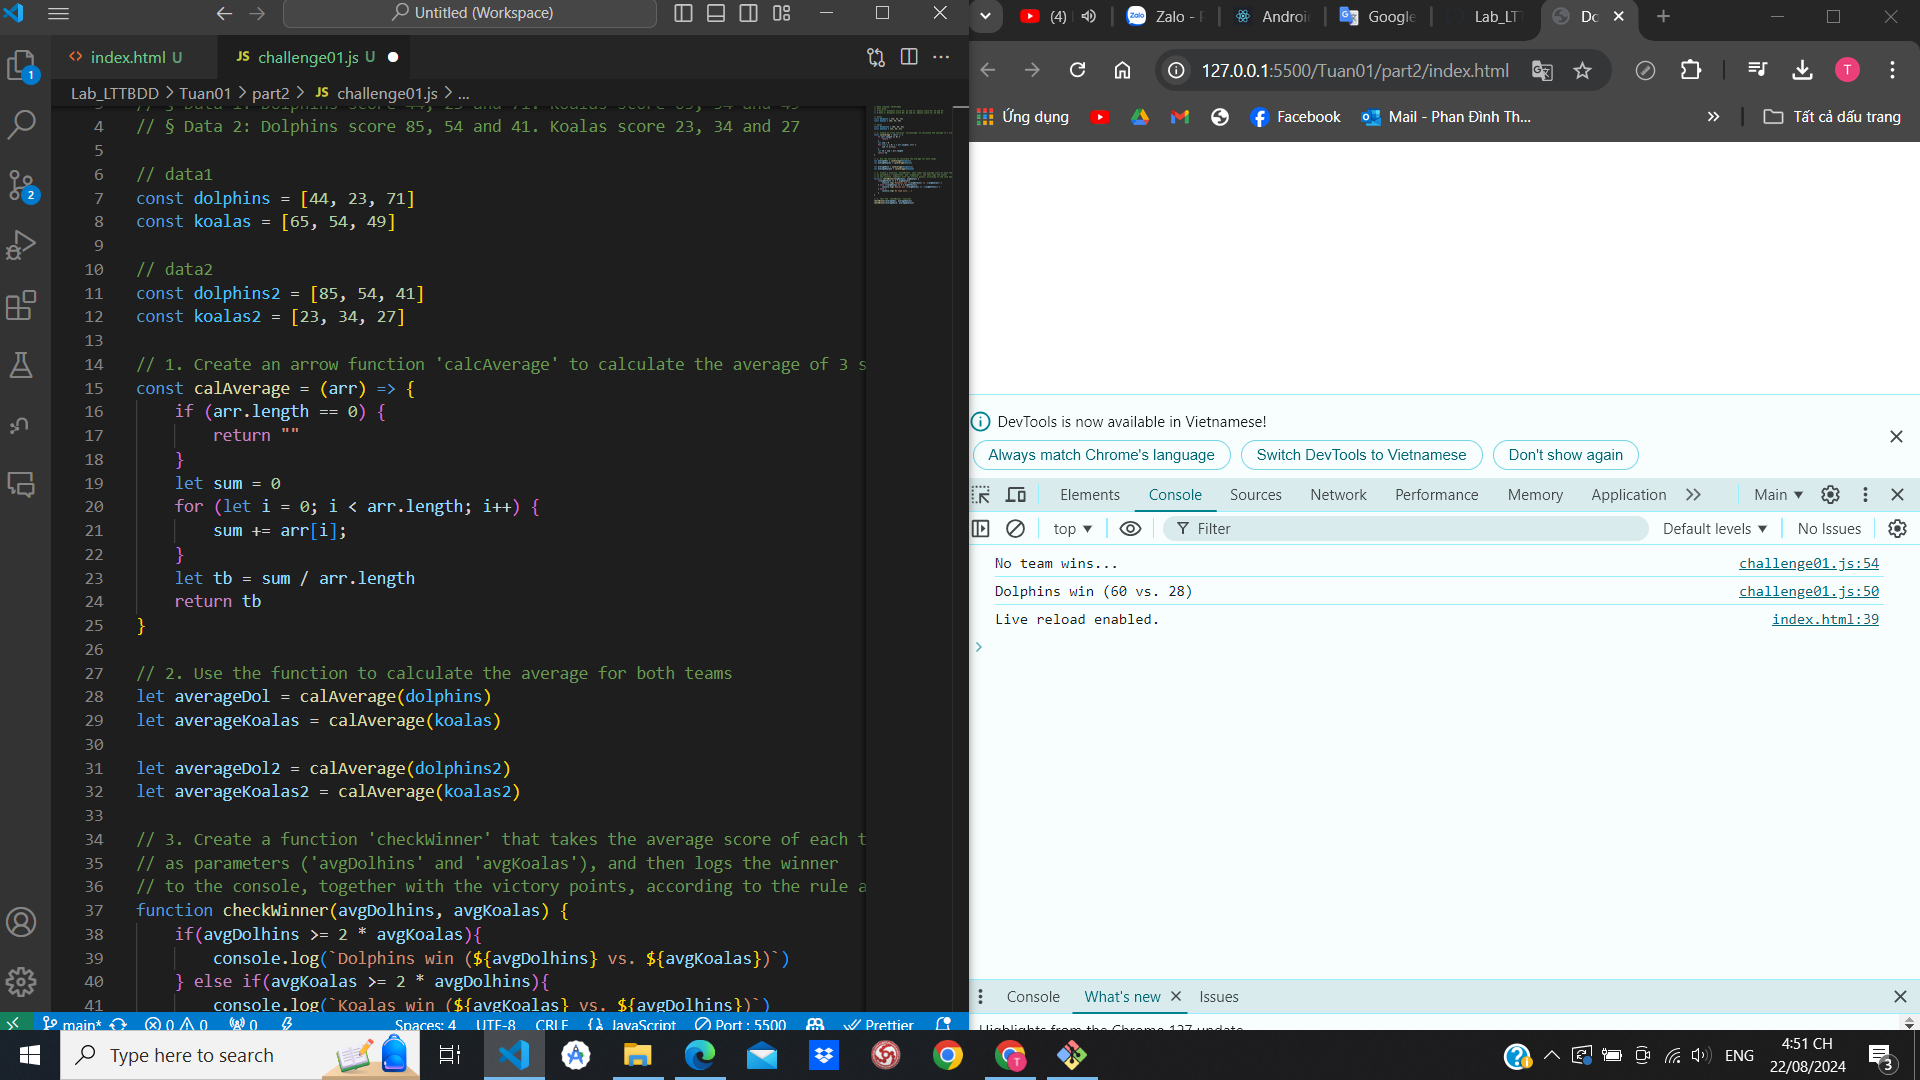 Untitled (Workspace)
index.html U
JS challenge01.js U
Lab_LTTBDD > Tuan01 > part2 > JS challenge01.js > ...
4 // § Data 2: Dolphins score 85, 54 and 41. Koalas score 23, 34 and 27
5
6 // data1
7 const dolphins = [44, 23, 71]
8 const koalas = [65, 54, 49]
9
10 // data2
11 const dolphins2 = [85, 54, 41]
12 const koalas2 = [23, 34, 27]
13
14 // 1. Create an arrow function 'calcAverage' to calculate the average of 3 s
15 const calAverage = (arr) => {
16 if (arr.length == 0) {
17 return ""
18 }
19 let sum = 0
20 for (let i = 0; i < arr.length; i++) {
21 sum += arr[i];
22 }
23 let tb = sum / arr.length
24 return tb
25 }
26
27 // 2. Use the function to calculate the average for both teams
28 let averageDol = calAverage(dolphins)
29 let averageKoalas = calAverage(koalas)
30
31 let averageDol2 = calAverage(dolphins2)
32 let averageKoalas2 = calAverage(koalas2)
33
34 // 3. Create a function 'checkWinner' that takes the average score of each t
35 // as parameters ('avgDolhins' and 'avgKoalas'), and then logs the winner
36 // to the console, together with the victory points, according to the rule a
37 function checkWinner(avgDolhins, avgKoalas) {
38 if(avgDolhins >= 2 * avgKoalas){
39 console.log(`Dolphins win (${avgDolhins} vs. ${avgKoalas})`)
40 } else if(avgKoalas >= 2 * avgDolhins){
41 console.log(`Koalas win (${avgKoalas} vs. ${avgDolhins})`)
1
2
main* 0 0 0 Spaces: 4 UTF-8 CRLF {} JavaScript Port : 5500 Prettier
(4) Zalo - Androi Google Lab_LT Do
127.0.0.1:5500/Tuan01/part2/index.html
T
Ứng dụng Facebook Mail - Phan Đình Th... Tất cả dấu trang
DevTools is now available in Vietnamese!
Always match Chrome's language Switch DevTools to Vietnamese Don't show again
Elements Console Sources Network Performance Memory Application Main
top Filter Default levels No Issues
No team wins... challenge01.js:54
Dolphins win (60 vs. 28) challenge01.js:50
Live reload enabled. index.html:39
Console What's new Issues
Highlights from the Chrome 127 update
Type here to search
ENG
4:51 CH
22/08/2024
3